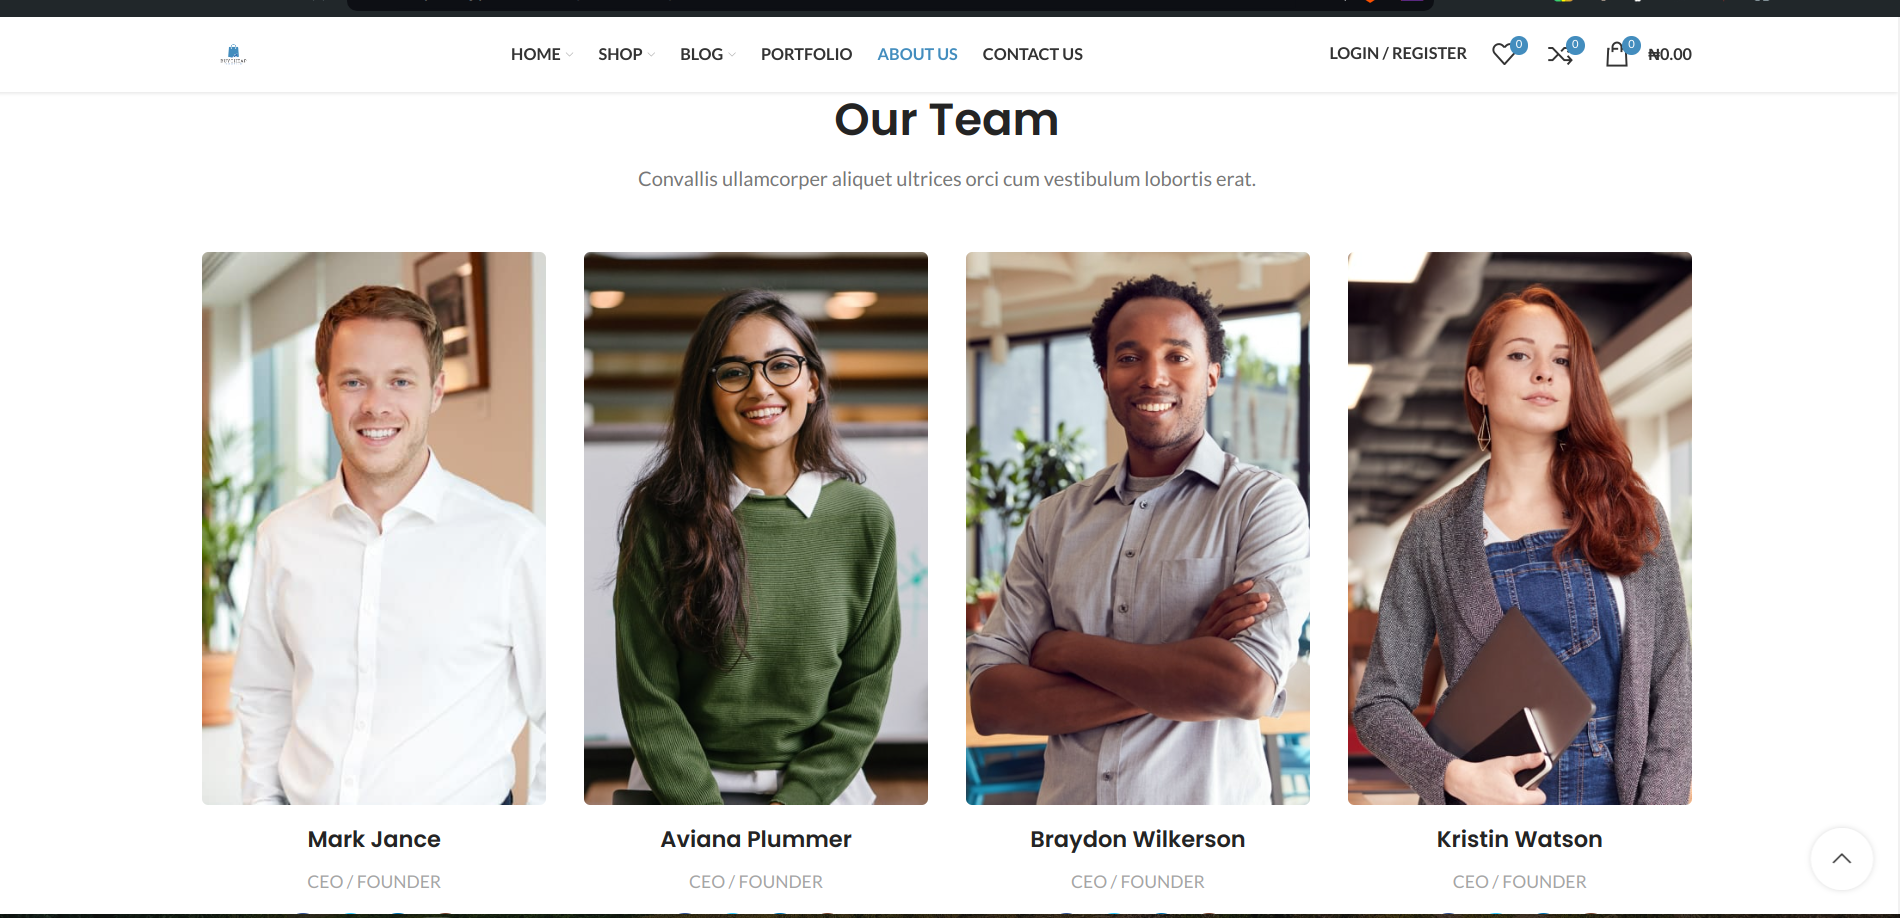 HOME SHOP BLOG PORTFOLIO ABOUT US CONTACT US LOGIN / REGISTER 0 0 0 ₦0.00
Our Team
Convallis ullamcorper aliquet ultrices orci cum vestibulum lobortis erat.
Mark Jance Aviana Plummer Braydon Wilkerson Kristin Watson
CEO / FOUNDER CEO / FOUNDER CEO / FOUNDER CEO / FOUNDER